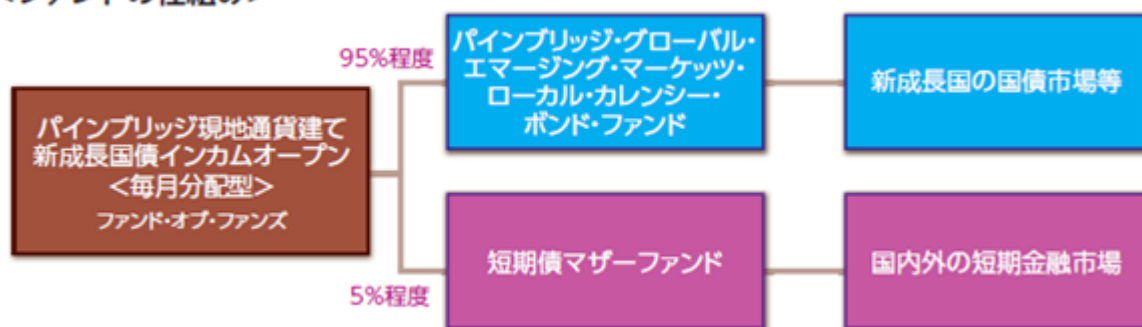 95%程度
パインブリッジ・グローバル・
エマージング・マーケッツ・
ローカル・カレンシー・
ボンド・ファンド
新成長国の国債市場等
パインブリッジ現地通貨建て
新成長国債インカムオープン
<毎月分配型>
ファンド・オブ・ファンズ
短期債マザーファンド
国内外の短期金融市場
5%程度